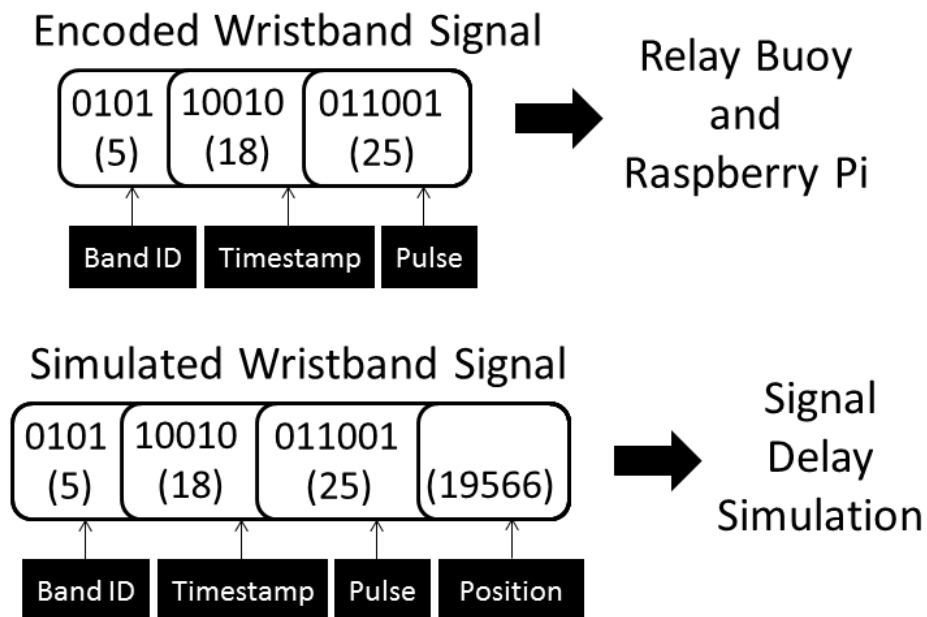 Encoded Wristband Signal
0101 10010 011001
(5) (18) (25)
Band ID Timestamp Pulse
Relay Buoy
and
Raspberry Pi
Simulated Wristband Signal
0101 10010 011001
(5) (18) (25) (19566)
Band ID Timestamp Pulse Position
Signal
Delay
Simulation